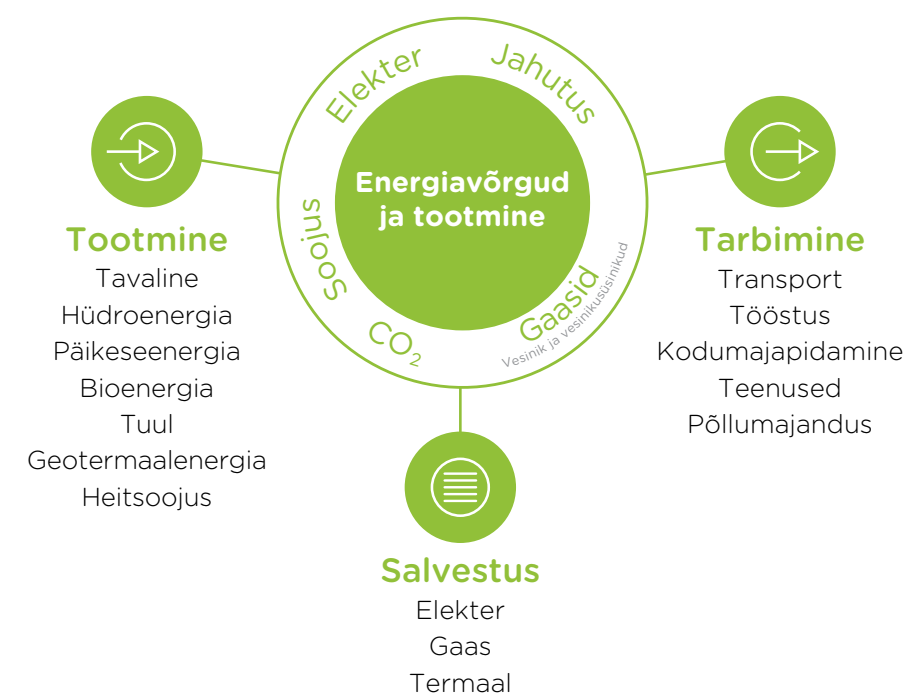 Elekter
Jahutus
Soojus
CO₂
Gaasid
Vesinik ja vesinikusüsinikud
Energiavõrgud
ja tootmine
Tootmine
Tavaline
Hüdroenergia
Päikeseenergia
Bioenergia
Tuul
Geotermaalenergia
Heitsoojus
Tarbimine
Transport
Tööstus
Kodumajapidamine
Teenused
Põllumajandus
Salvestus
Elekter
Gaas
Termaal